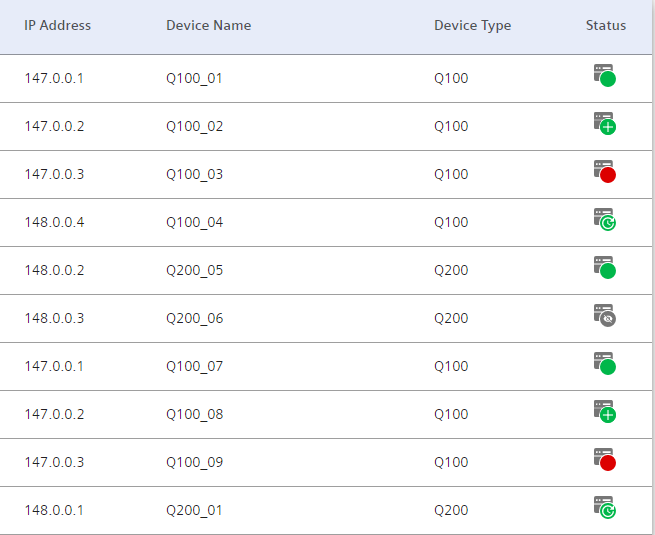 IP Address Device Name Device Type Status
147.0.0.1 Q100_01 Q100
147.0.0.2 Q100_02 Q100
147.0.0.3 Q100_03 Q100
148.0.0.4 Q100_04 Q100
148.0.0.2 Q200_05 Q200
148.0.0.3 Q200_06 Q200
147.0.0.1 Q100_07 Q100
147.0.0.2 Q100_08 Q100
147.0.0.3 Q100_09 Q100
148.0.0.1 Q200_01 Q200